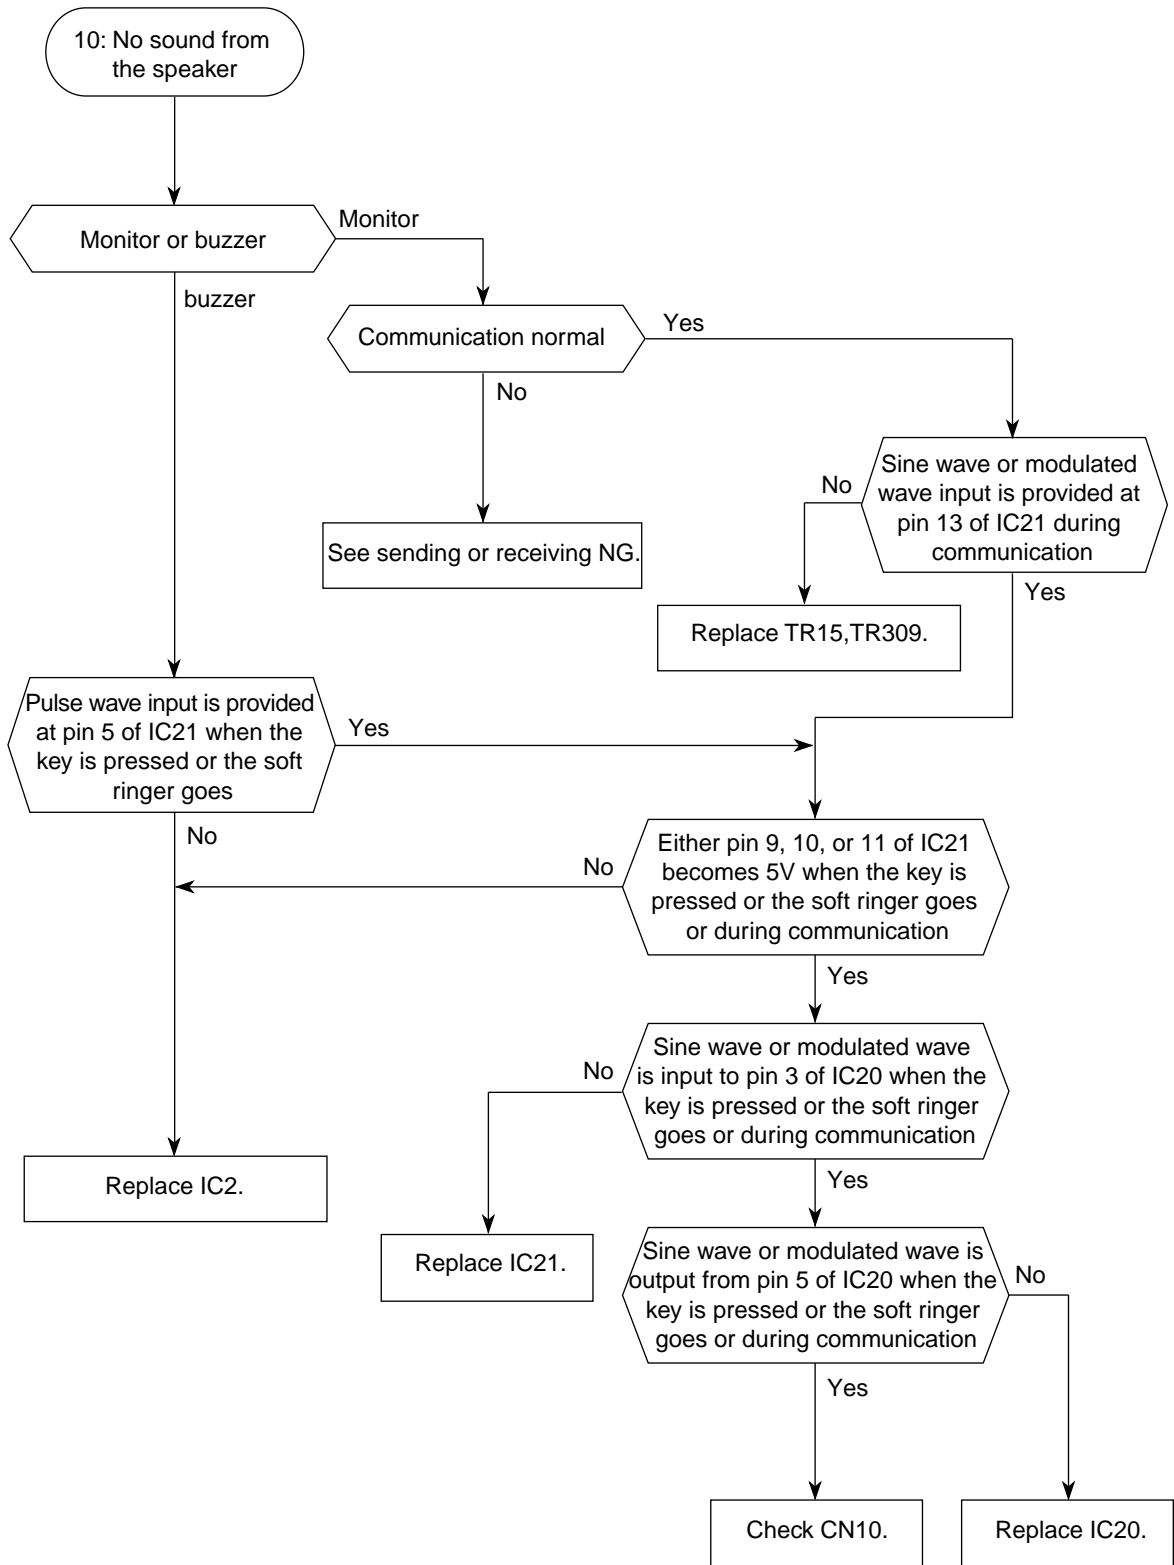 10: No sound from
the speaker
Monitor or buzzer
Monitor
buzzer
Communication normal
Yes
No
See sending or receiving NG.
Sine wave or modulated
wave input is provided at
pin 13 of IC21 during
communication
No
Yes
Replace TR15,TR309.
Pulse wave input is provided
at pin 5 of IC21 when the
key is pressed or the soft
ringer goes
Yes
No
Either pin 9, 10, or 11 of IC21
becomes 5V when the key is
pressed or the soft ringer goes
or during communication
No
Yes
Sine wave or modulated wave
is input to pin 3 of IC20 when the
key is pressed or the soft ringer
goes or during communication
No
Yes
Replace IC2.
Replace IC21.
Sine wave or modulated wave is
output from pin 5 of IC20 when the
key is pressed or the soft ringer
goes or during communication
No
Yes
Check CN10.
Replace IC20.